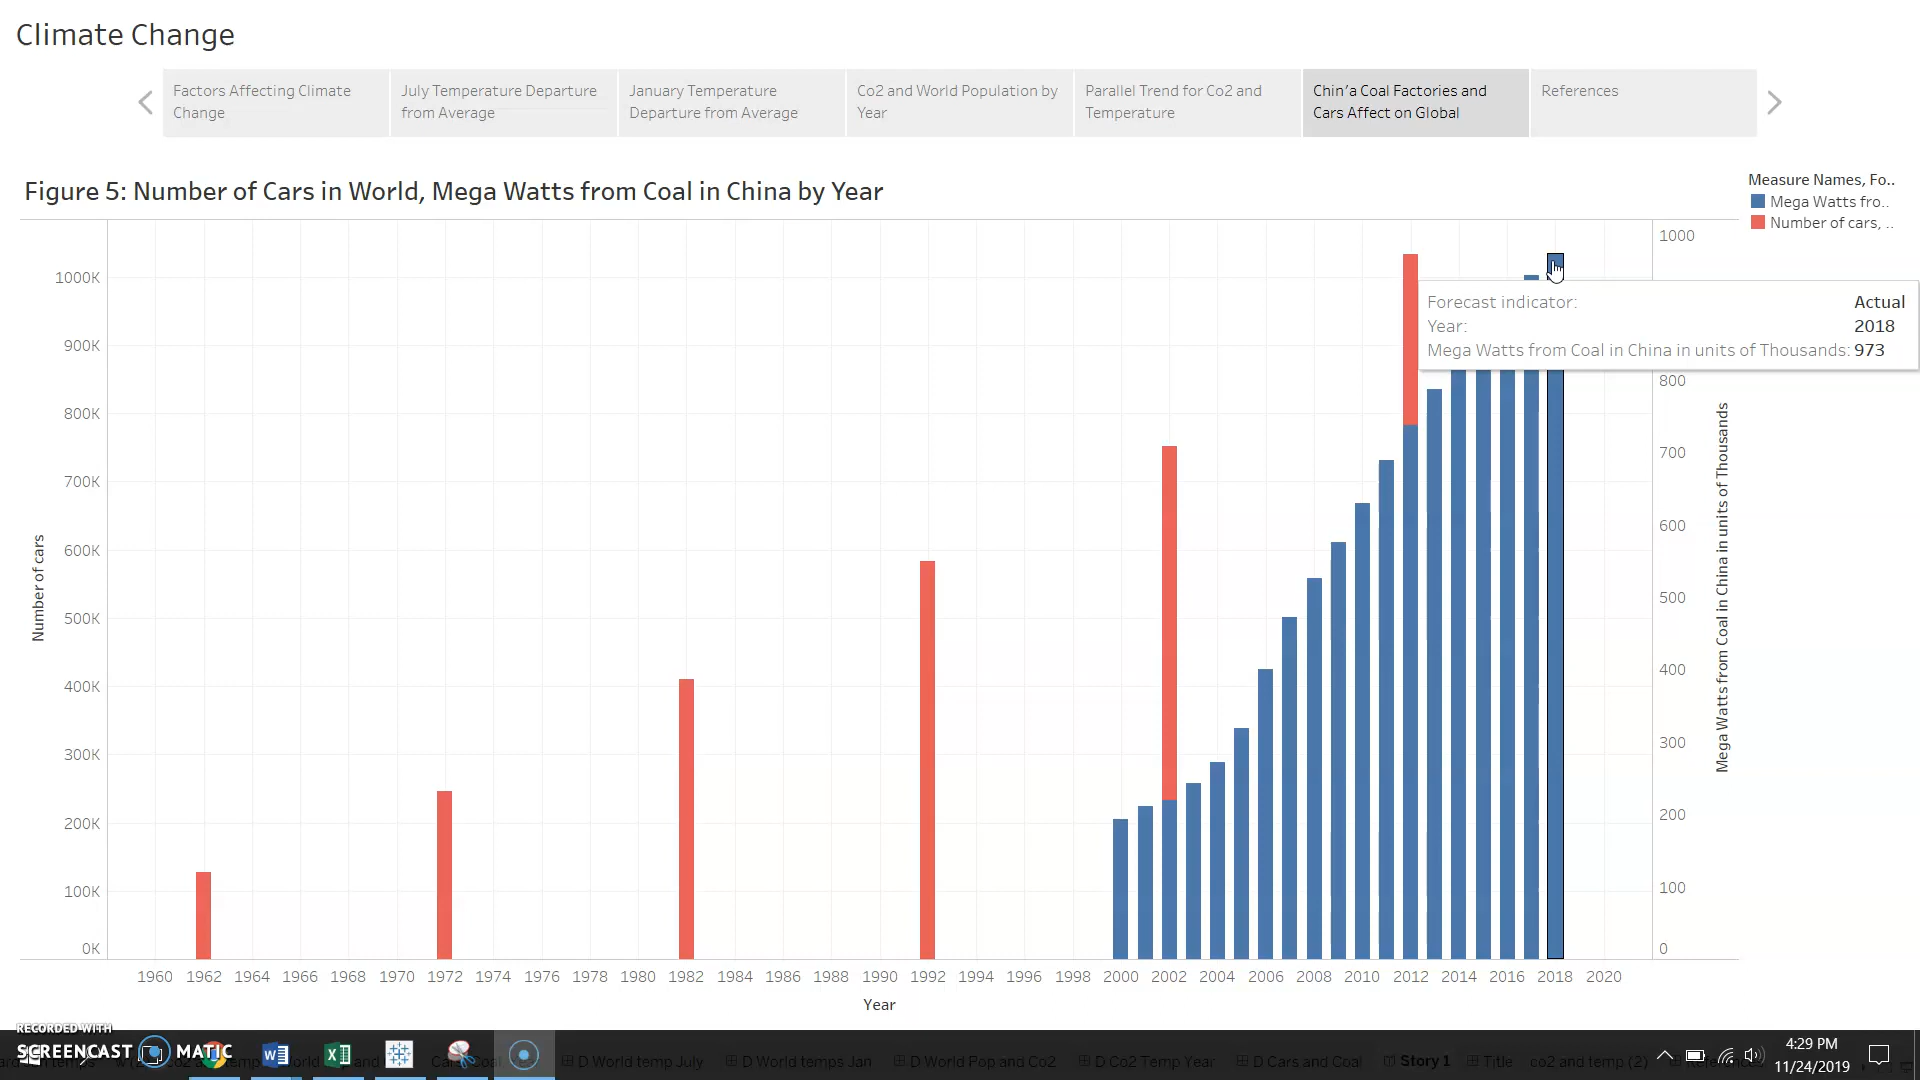 Climate Change
Factors Affecting Climate
Change
July Temperature Departure
from Average
January Temperature
Departure from Average
Co2 and World Population by
Year
Parallel Trend for Co2 and
Temperature
Chin'a Coal Factories and
Cars Affect on Global
References
Figure 5: Number of Cars in World, Mega Watts from Coal in China by Year
Measure Names, Fo..
Mega Watts fro..
Number of cars, ..
1000K
900K
800K
700K
600K
500K
400K
300K
200K
100K
0K
Number of cars
Forecast indicator: Actual
Year: 2018
Mega Watts from Coal in China in units of Thousands: 973
1000
800
700
600
500
400
300
200
100
0
Mega Watts from Coal in China in units of Thousands
1960 1962 1964 1966 1968 1970 1972 1974 1976 1978 1980 1982 1984 1986 1988 1990 1992 1994 1996 1998 2000 2002 2004 2006 2008 2010 2012 2014 2016 2018 2020
Year
RECORDED WITH
SCREENCAST MATIC
D World temp July
D World temps Jan
D World Pop and Co2
D Co2 Temp Year
D Cars and Coal
Story 1
Title
co2 and temp (2)
References
4:29 PM
11/24/2019